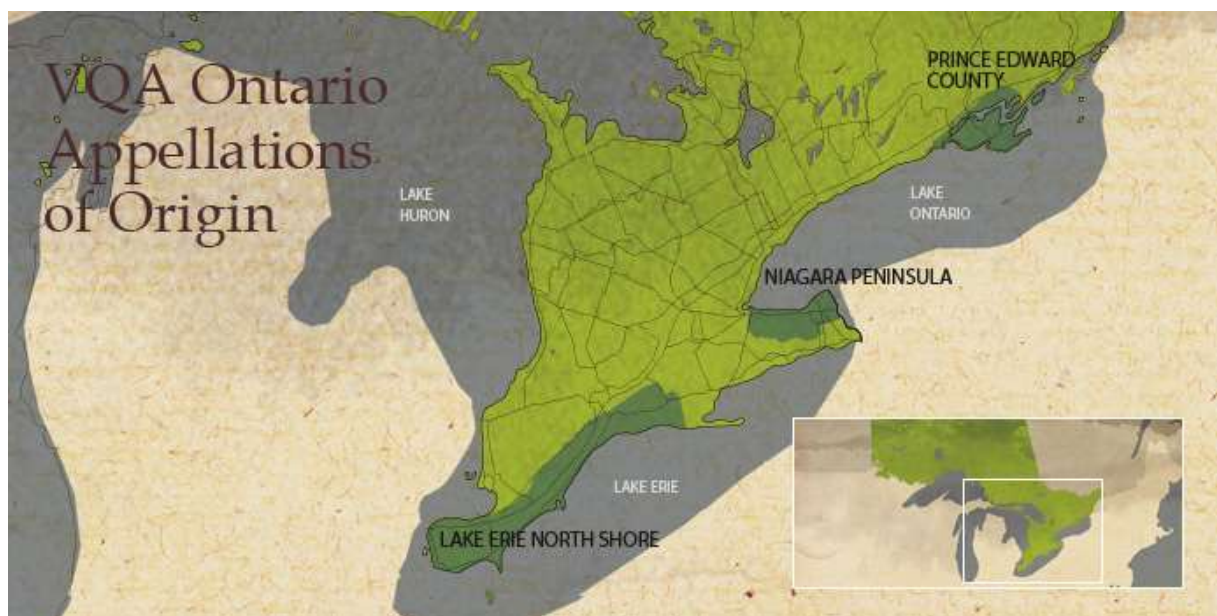 VQA Ontario
Appellations
of Origin
PRINCE EDWARD
COUNTY
LAKE
HURON
LAKE
ONTARIO
NIAGARA PENINSULA
LAKE ERIE
LAKE ERIE NORTH SHORE